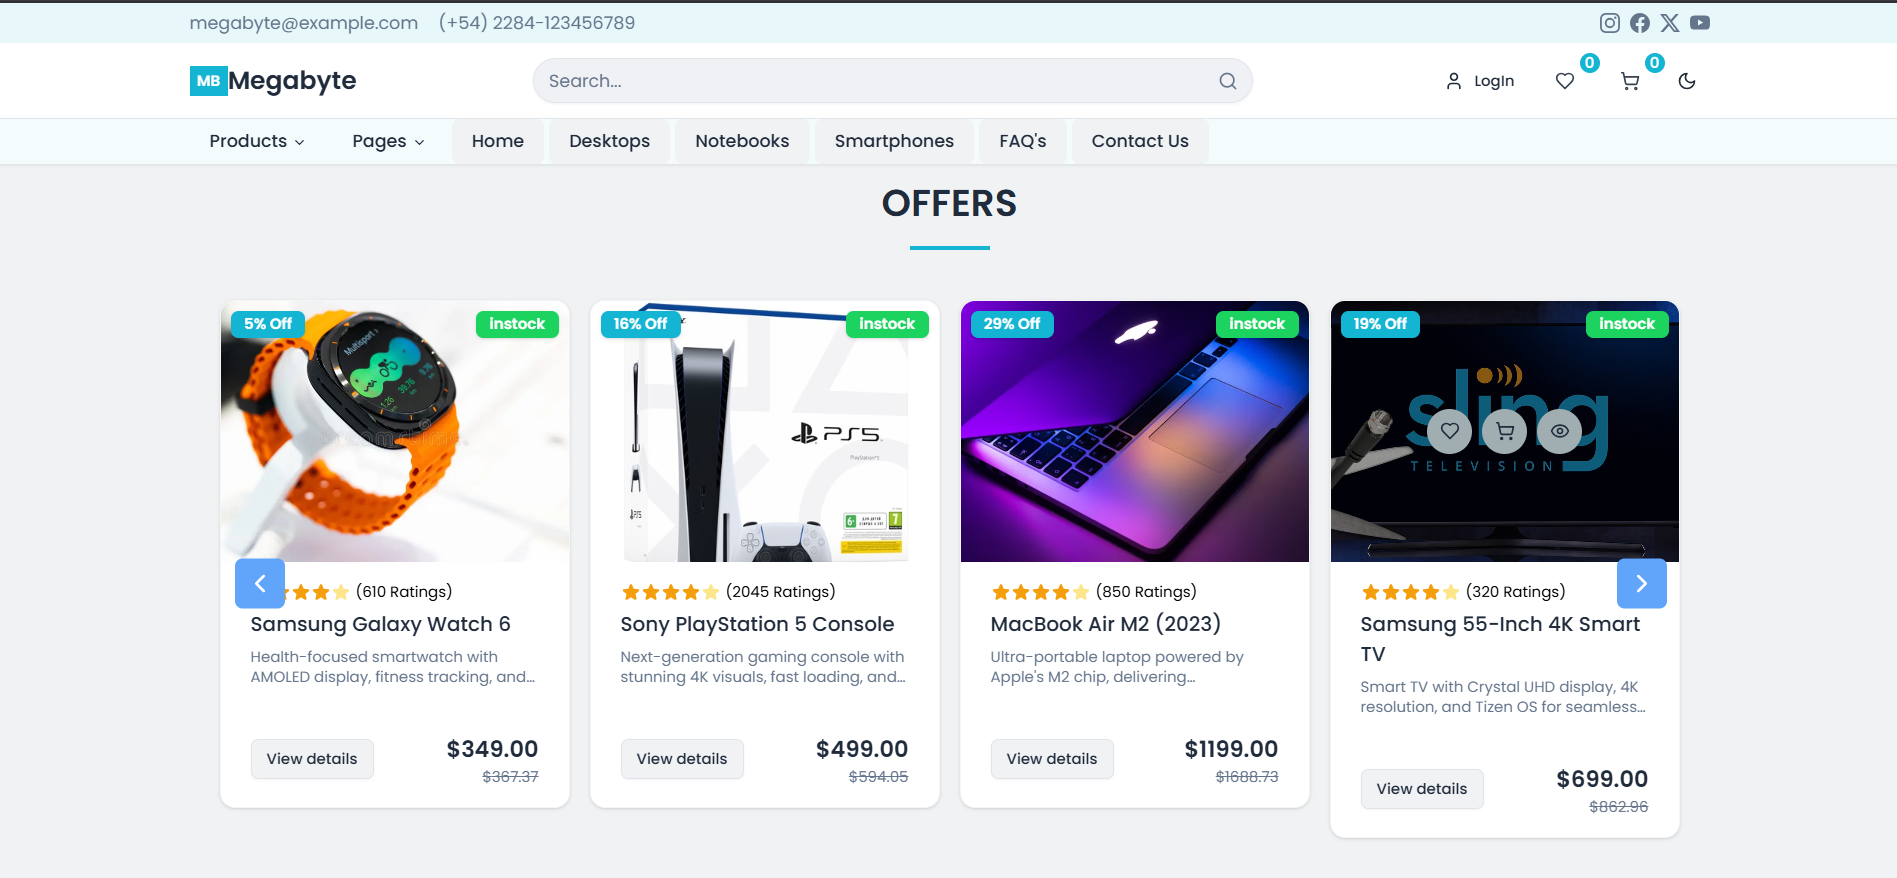 megabyte@example.com (+54) 2284-123456789
MB Megabyte
Search...
LogIn
0
0
Products
Pages
Home
Desktops
Notebooks
Smartphones
FAQ's
Contact Us
OFFERS
5% Off
instock
Multisport
(610 Ratings)
Samsung Galaxy Watch 6
Health-focused smartwatch with
AMOLED display, fitness tracking, and…
View details
$349.00
$367.37
16% Off
instock
PS5
PlayStation 5
PS5
6+
7
(2045 Ratings)
Sony PlayStation 5 Console
Next-generation gaming console with
stunning 4K visuals, fast loading, and…
View details
$499.00
$594.05
29% Off
instock
(850 Ratings)
MacBook Air M2 (2023)
Ultra-portable laptop powered by
Apple's M2 chip, delivering…
View details
$1199.00
$1688.73
19% Off
instock
sling
TELEVISION
(320 Ratings)
Samsung 55-Inch 4K Smart
TV
Smart TV with Crystal UHD display, 4K
resolution, and Tizen OS for seamless…
View details
$699.00
$862.96